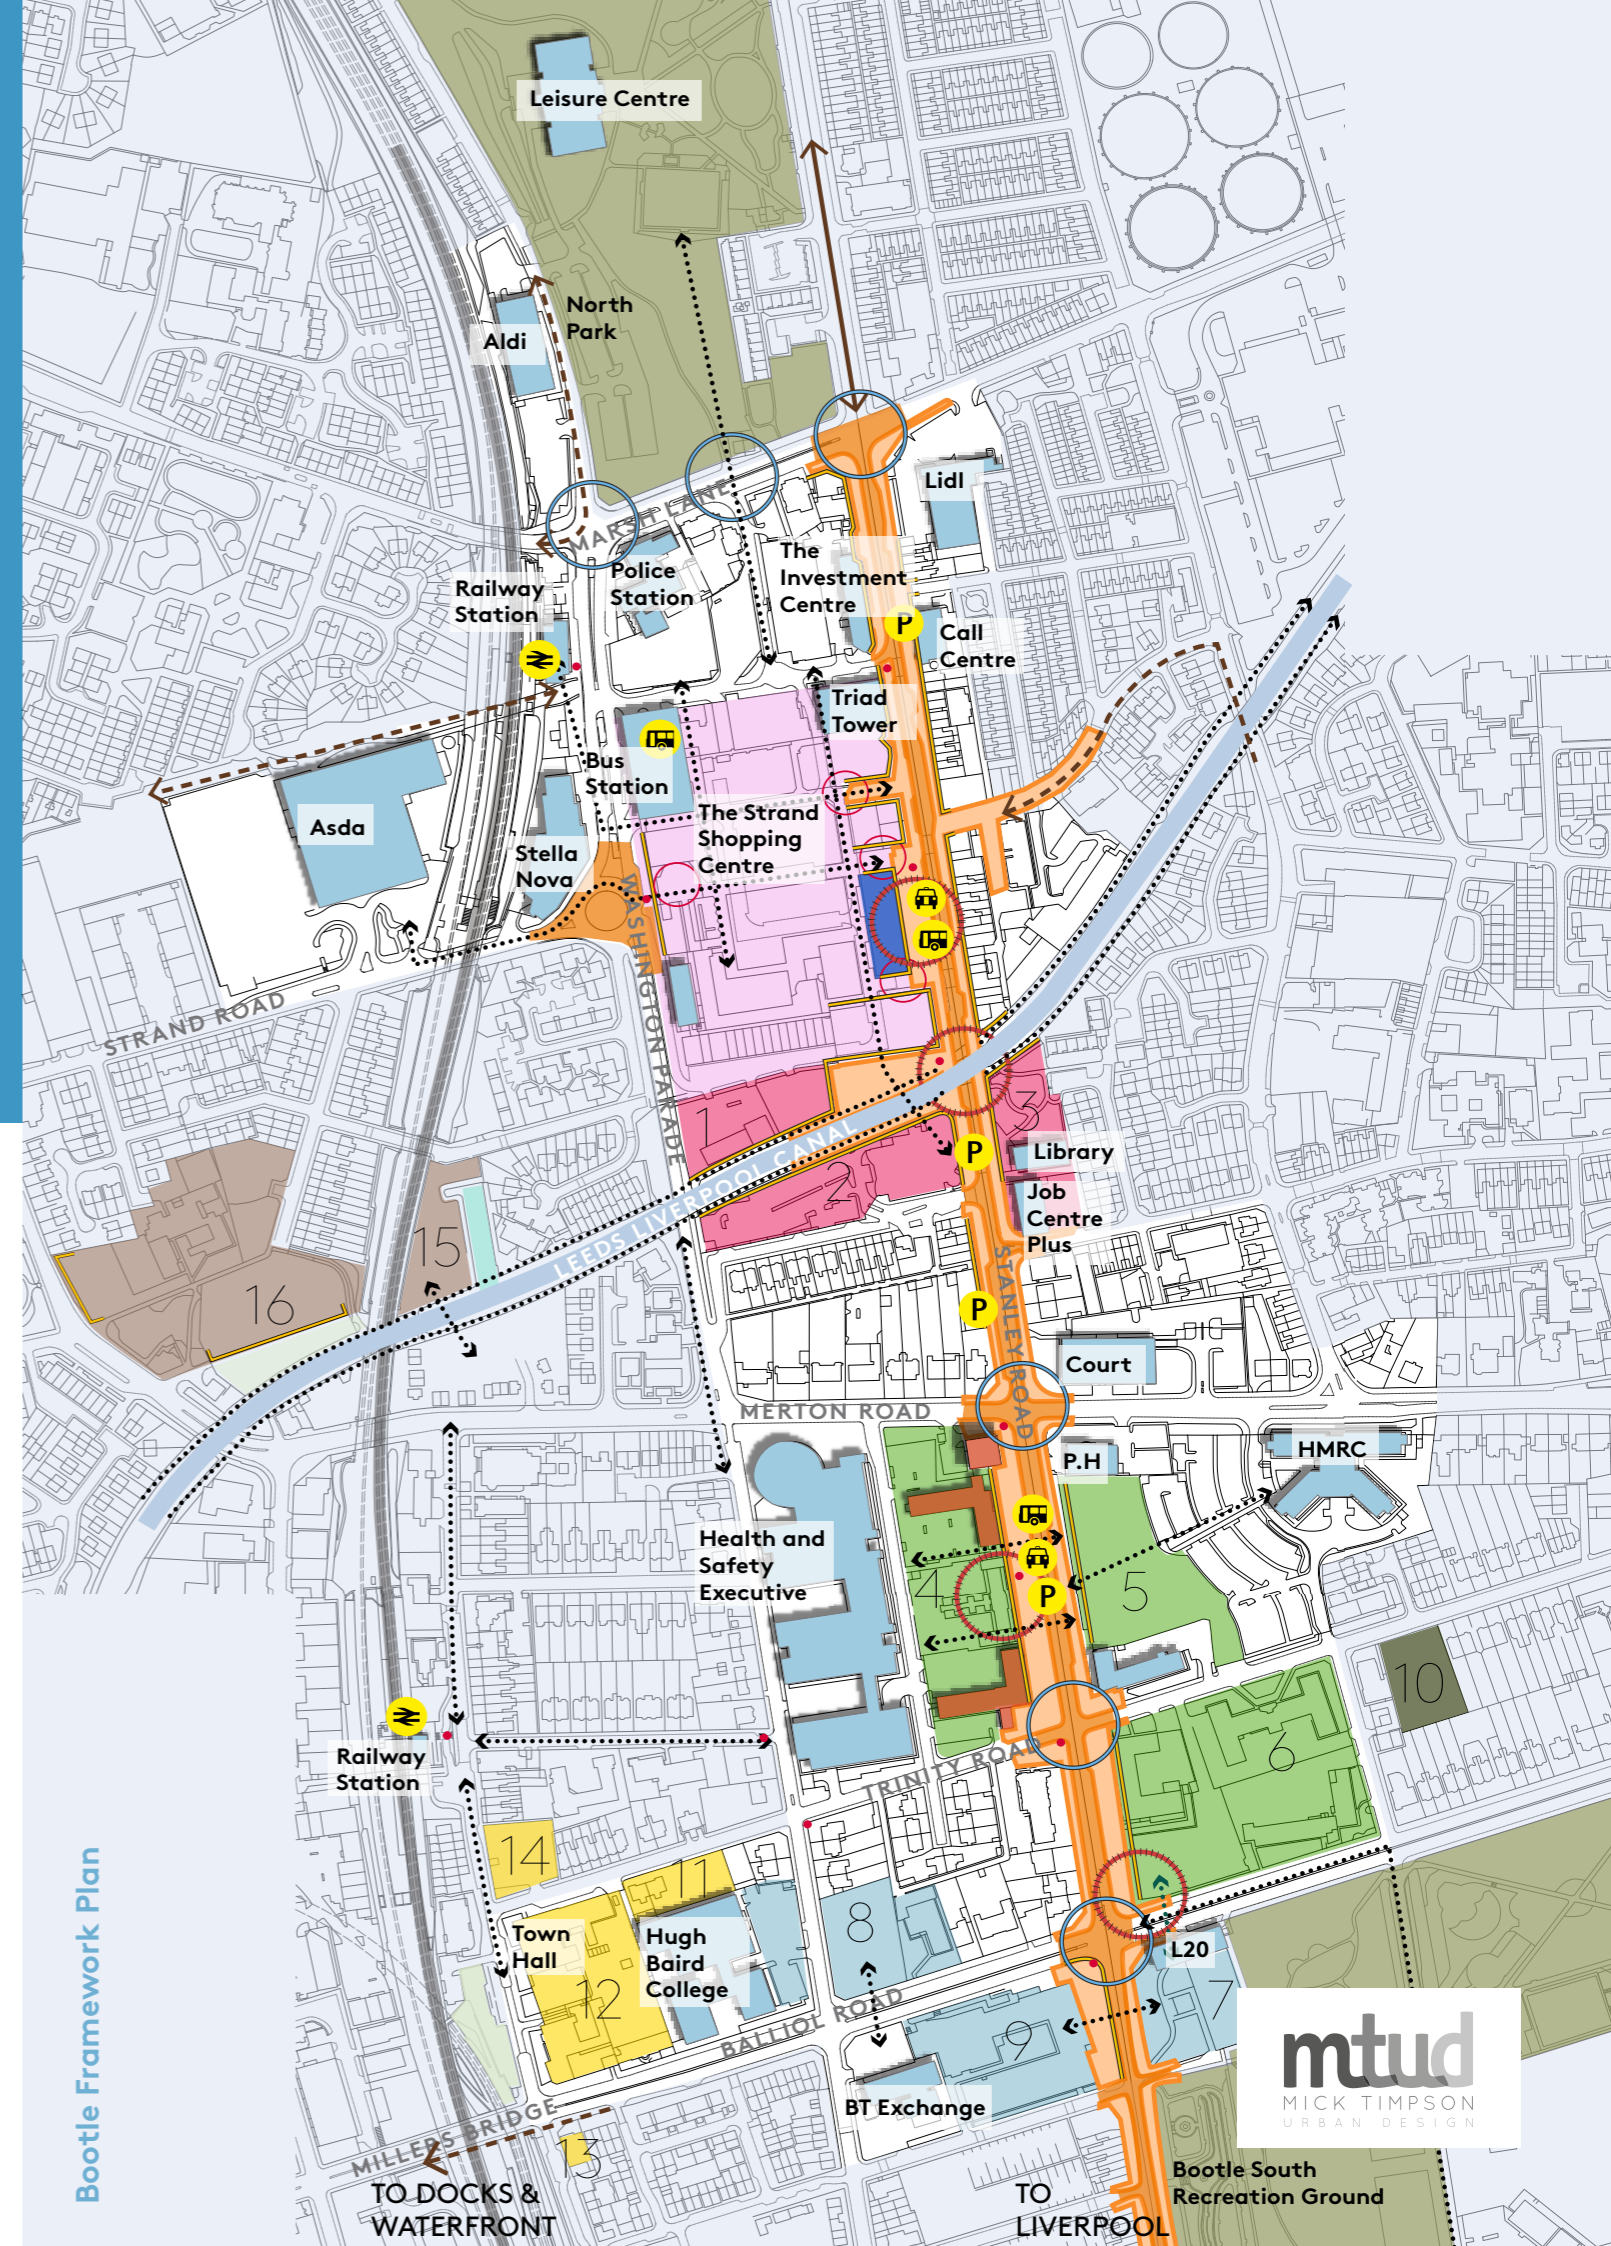 Leisure Centre
North
Park
Aldi
Lidl
MARSH LANE
The
Investment
Centre
Police
Station
Railway
Station
P
Call
Centre
Triad
Tower
Bus
Station
The Strand
Shopping
Centre
Asda
Stella
Nova
WASHINGTON PARADE
STRAND ROAD
1
3
LEEDS LIVERPOOL CANAL
2
P
Library
Job
Centre
Plus
15
16
STANLEY ROAD
P
Court
MERTON ROAD
P.H
HMRC
Health and
Safety
Executive
4
P
5
10
Railway
Station
TRINITY ROAD
6
14
11
Town
Hall
Hugh
Baird
College
8
L20
12
BALLIOL ROAD
7
9
BT Exchange
MILLERS BRIDGE
13
TO DOCKS &
WATERFRONT
TO
LIVERPOOL
Bootle South
Recreation Ground
mtud
MICK TIMPSON
URBAN DESIGN
Bootle Framework Plan